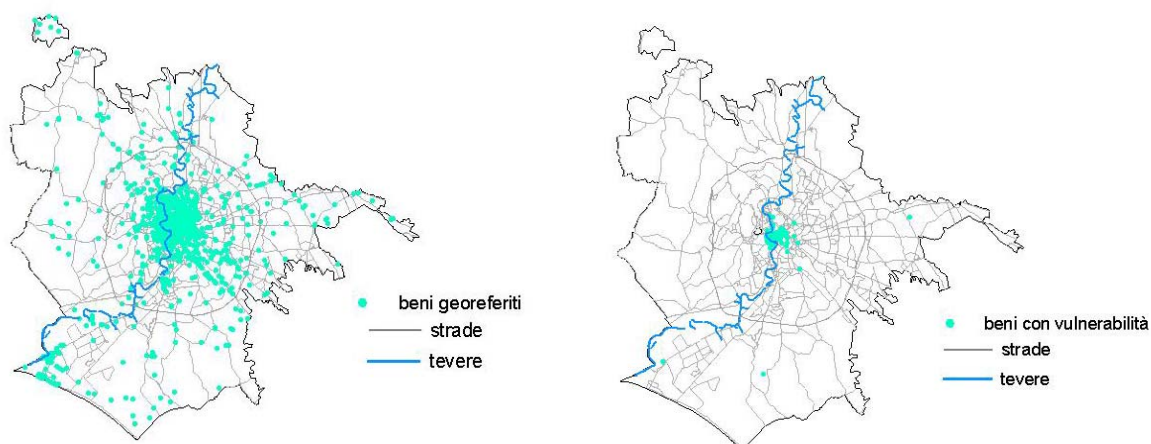 beni georeferiti
strade
tevere
beni con vulnerabilità
strade
tevere